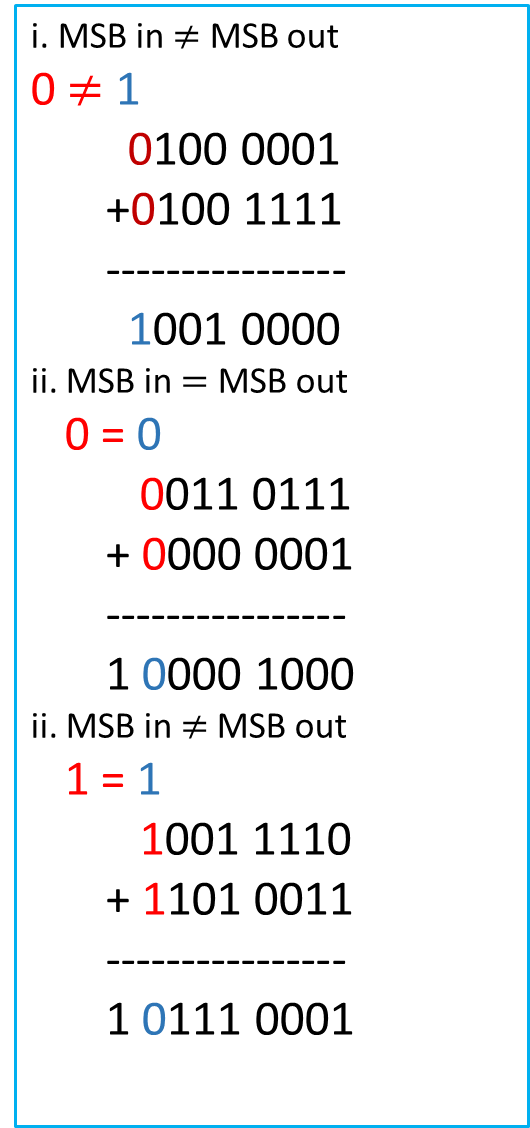 i. MSB in ≠ MSB out
0 ≠ 1
0100 0001
+0100 1111
----------------
1001 0000
ii. MSB in = MSB out
0 = 0
0011 0111
+ 0000 0001
----------------
1 0000 1000
ii. MSB in ≠ MSB out
1 = 1
1001 1110
+ 1101 0011
----------------
1 0111 0001